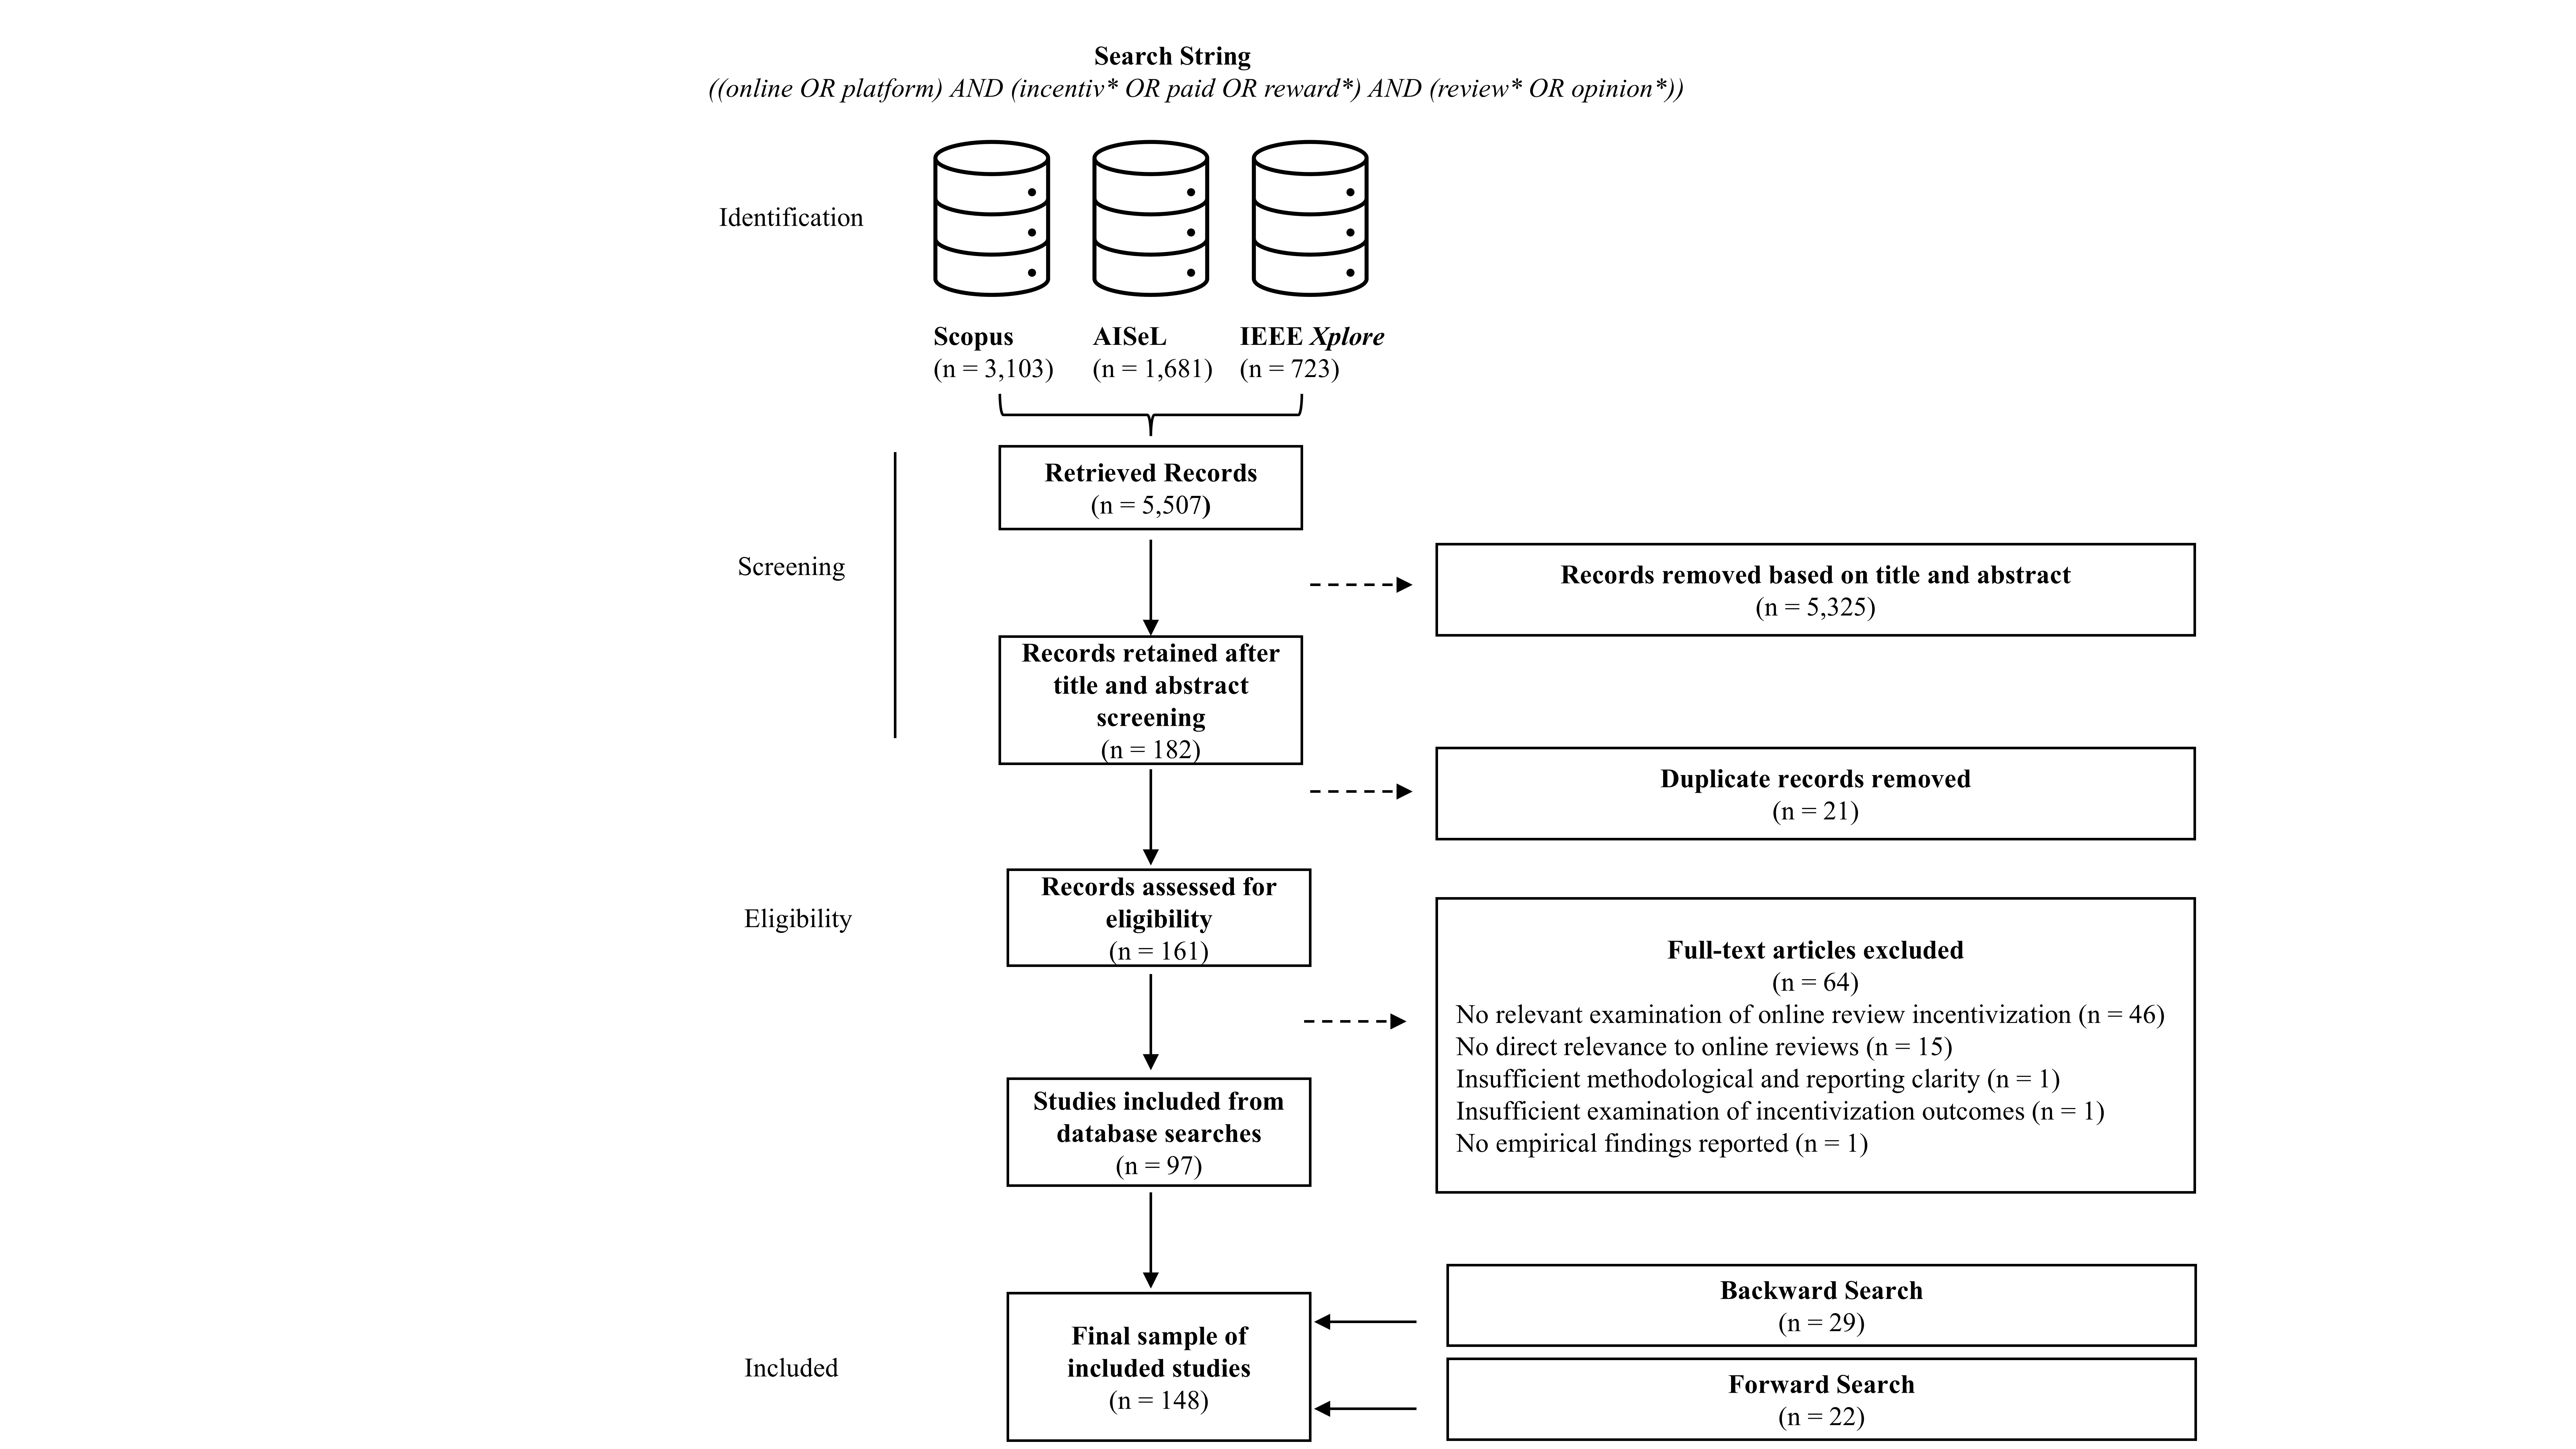 Search String
((online OR platform) AND (incentiv* OR paid OR reward*) AND (review* OR opinion*))
Identification
Scopus
(n = 3,103)
AISeL
(n = 1,681)
IEEE Xplore
(n = 723)
Retrieved Records
(n = 5,507)
Screening
Records removed based on title and abstract
(n = 5,325)
Records retained after
title and abstract
screening
(n = 182)
Duplicate records removed
(n = 21)
Eligibility
Records assessed for
eligibility
(n = 161)
Full-text articles excluded
(n = 64)
No relevant examination of online review incentivization (n = 46)
No direct relevance to online reviews (n = 15)
Insufficient methodological and reporting clarity (n = 1)
Insufficient examination of incentivization outcomes (n = 1)
No empirical findings reported (n = 1)
Studies included from
database searches
(n = 97)
Included
Final sample of
included studies
(n = 148)
Backward Search
(n = 29)
Forward Search
(n = 22)